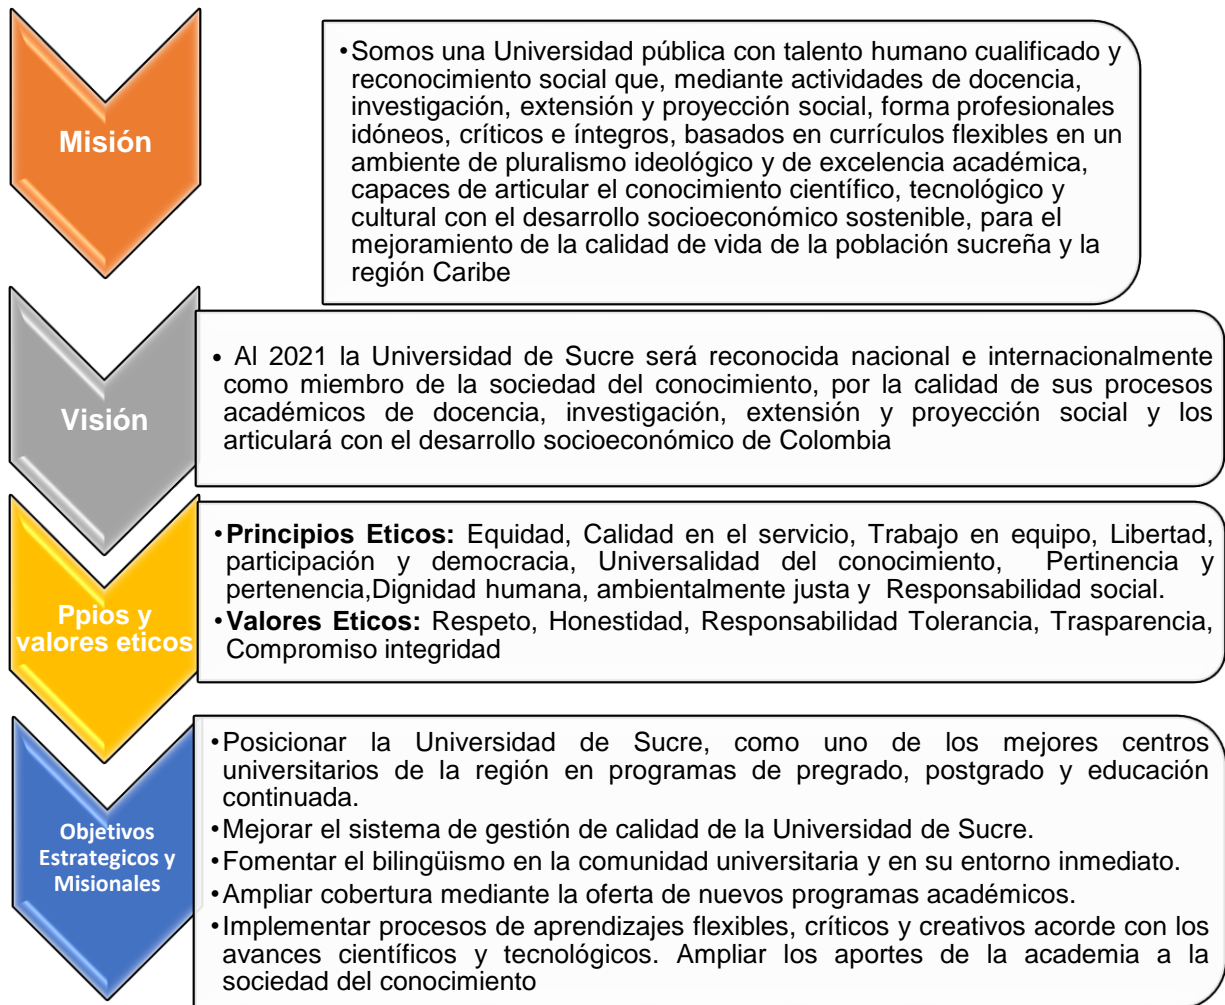 Misión
•Somos una Universidad pública con talento humano cualificado y
reconocimiento social que, mediante actividades de docencia,
investigación, extensión y proyección social, forma profesionales
idóneos, críticos e íntegros, basados en currículos flexibles en un
ambiente de pluralismo ideológico y de excelencia académica,
capaces de articular el conocimiento científico, tecnológico y
cultural con el desarrollo socioeconómico sostenible, para el
mejoramiento de la calidad de vida de la población sucreña y la
región Caribe
Visión
• Al 2021 la Universidad de Sucre será reconocida nacional e internacionalmente
como miembro de la sociedad del conocimiento, por la calidad de sus procesos
académicos de docencia, investigación, extensión y proyección social y los
articulará con el desarrollo socioeconómico de Colombia
Ppios y
valores eticos
•Principios Eticos: Equidad, Calidad en el servicio, Trabajo en equipo, Libertad,
participación y democracia, Universalidad del conocimiento, Pertinencia y
pertenencia,Dignidad humana, ambientalmente justa y Responsabilidad social.
•Valores Eticos: Respeto, Honestidad, Responsabilidad Tolerancia, Trasparencia,
Compromiso integridad
Objetivos
Estrategicos y
Misionales
•Posicionar la Universidad de Sucre, como uno de los mejores centros
universitarios de la región en programas de pregrado, postgrado y educación
continuada.
•Mejorar el sistema de gestión de calidad de la Universidad de Sucre.
•Fomentar el bilingüismo en la comunidad universitaria y en su entorno inmediato.
•Ampliar cobertura mediante la oferta de nuevos programas académicos.
•Implementar procesos de aprendizajes flexibles, críticos y creativos acorde con los
avances científicos y tecnológicos. Ampliar los aportes de la academia a la
sociedad del conocimiento